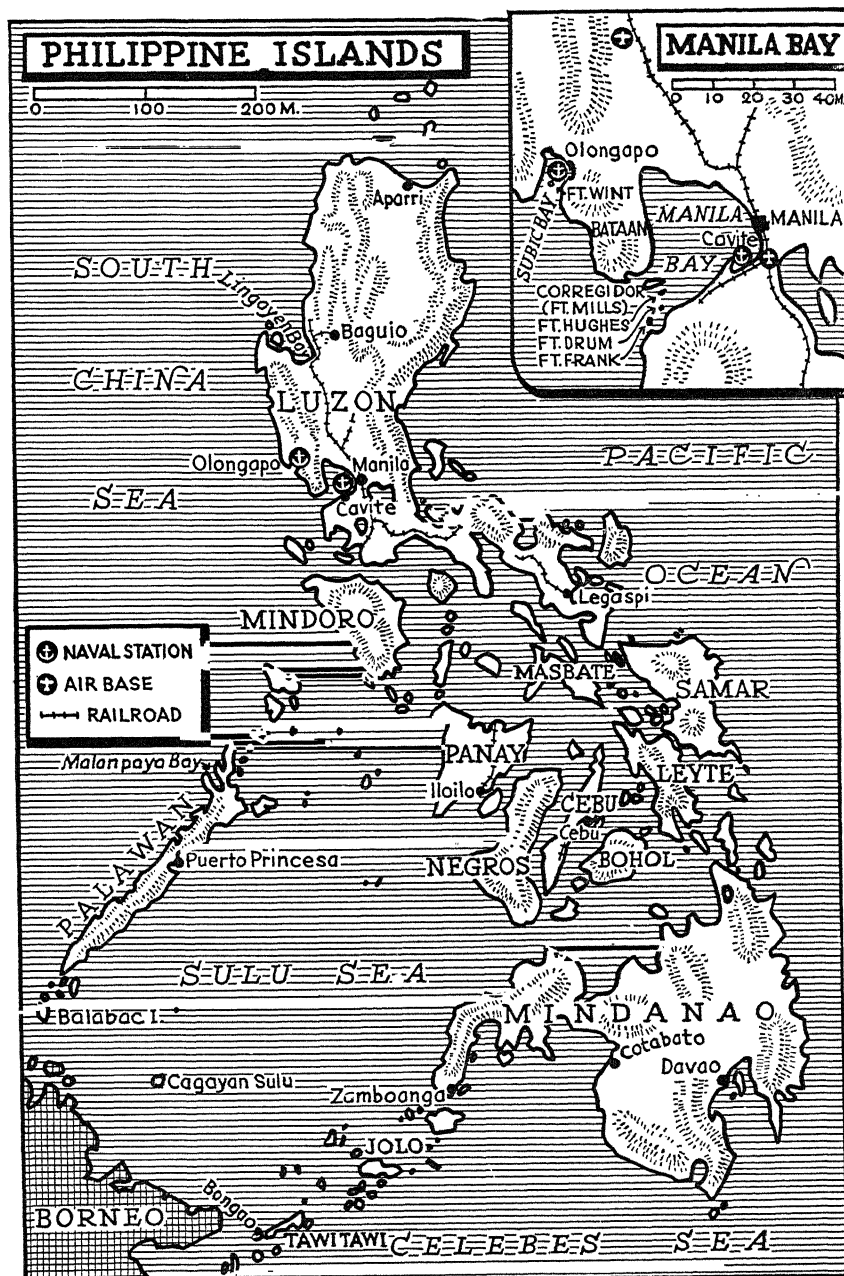 PHILIPPINE ISLANDS
0 100 200 M.
MANILA BAY
0 10 20 30 40M.
Olongapo
FT. WINT
SUBIC BAY
BATAAN
MANILA
BAY
MANILA
Cavite
CORREGIDOR
(FT. MILLS)
FT. HUGHES
FT. DRUM
FT. FRANK
Aparri
SOUTH
CHINA
SEA
Lingayen Bay
Baguio
LUZON
Olongapo
Manila
Cavite
PACIFIC
OCEAN
Legaspi
MINDORO
NAVAL STATION
AIR BASE
RAILROAD
MASBATE
SAMAR
PANAY
Iloilo
LEYTE
CEBU
Cebu
Malanpaya Bay
PALAWAN
Puerto Princesa
NEGROS
BOHOL
SULU SEA
MINDANAO
Balabac I.
Cotabato
Davao
Cagayan Sulu
Zamboanga
JOLO
BORNEO
Bongao
TAWI TAWI
CELEBES SEA